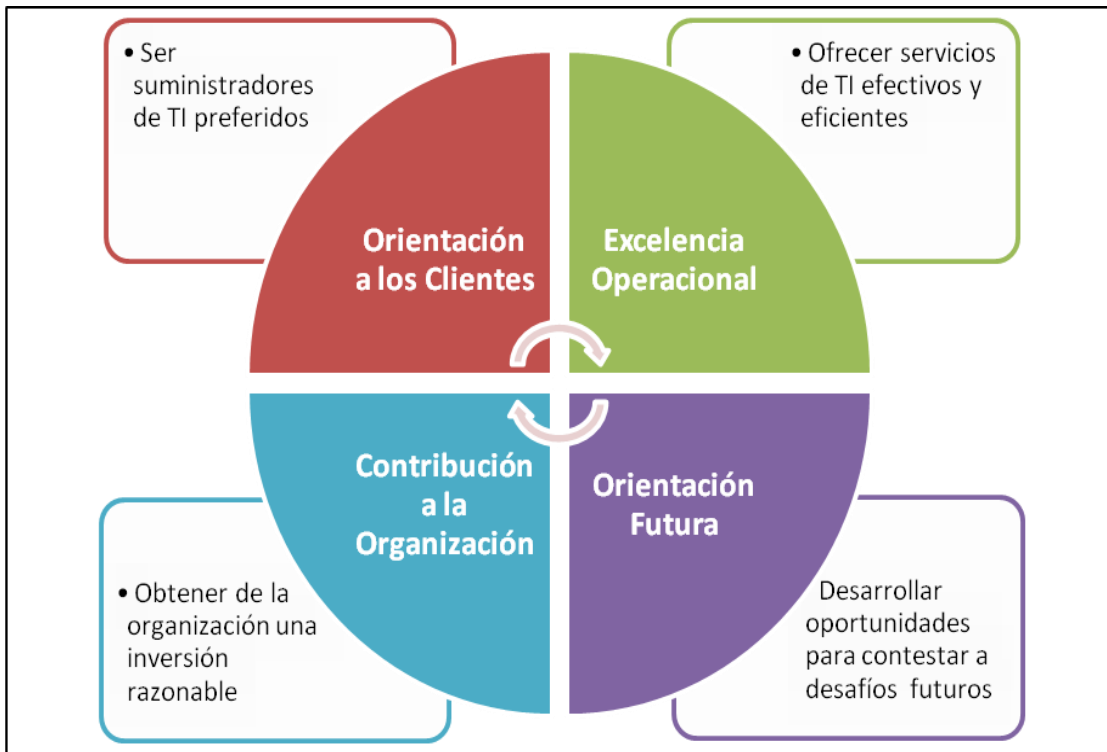 • Ser
suministradores
de TI preferidos
• Ofrecer servicios
de TI efectivos y
eficientes
Orientación
a los Clientes
Excelencia
Operacional
Contribución
a la
Organización
Orientación
Futura
• Obtener de la
organización una
inversión
razonable
Desarrollar
oportunidades
para contestar a
desafíos futuros